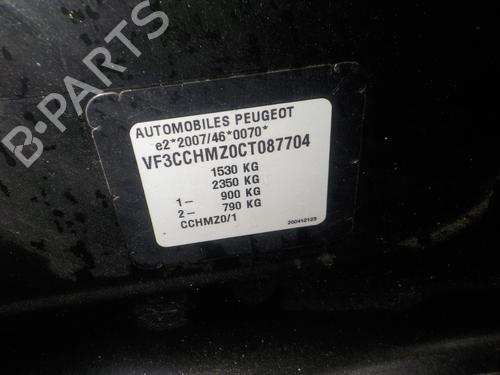 B-PARTS
AUTOMOBILES PEUGEOT
e2*2007/46*0070*
VF3CCHMZ0CT087704
1530 KG
2350 KG
1– 900 KG
2– 790 KG
CCHMZ0/1
200412123